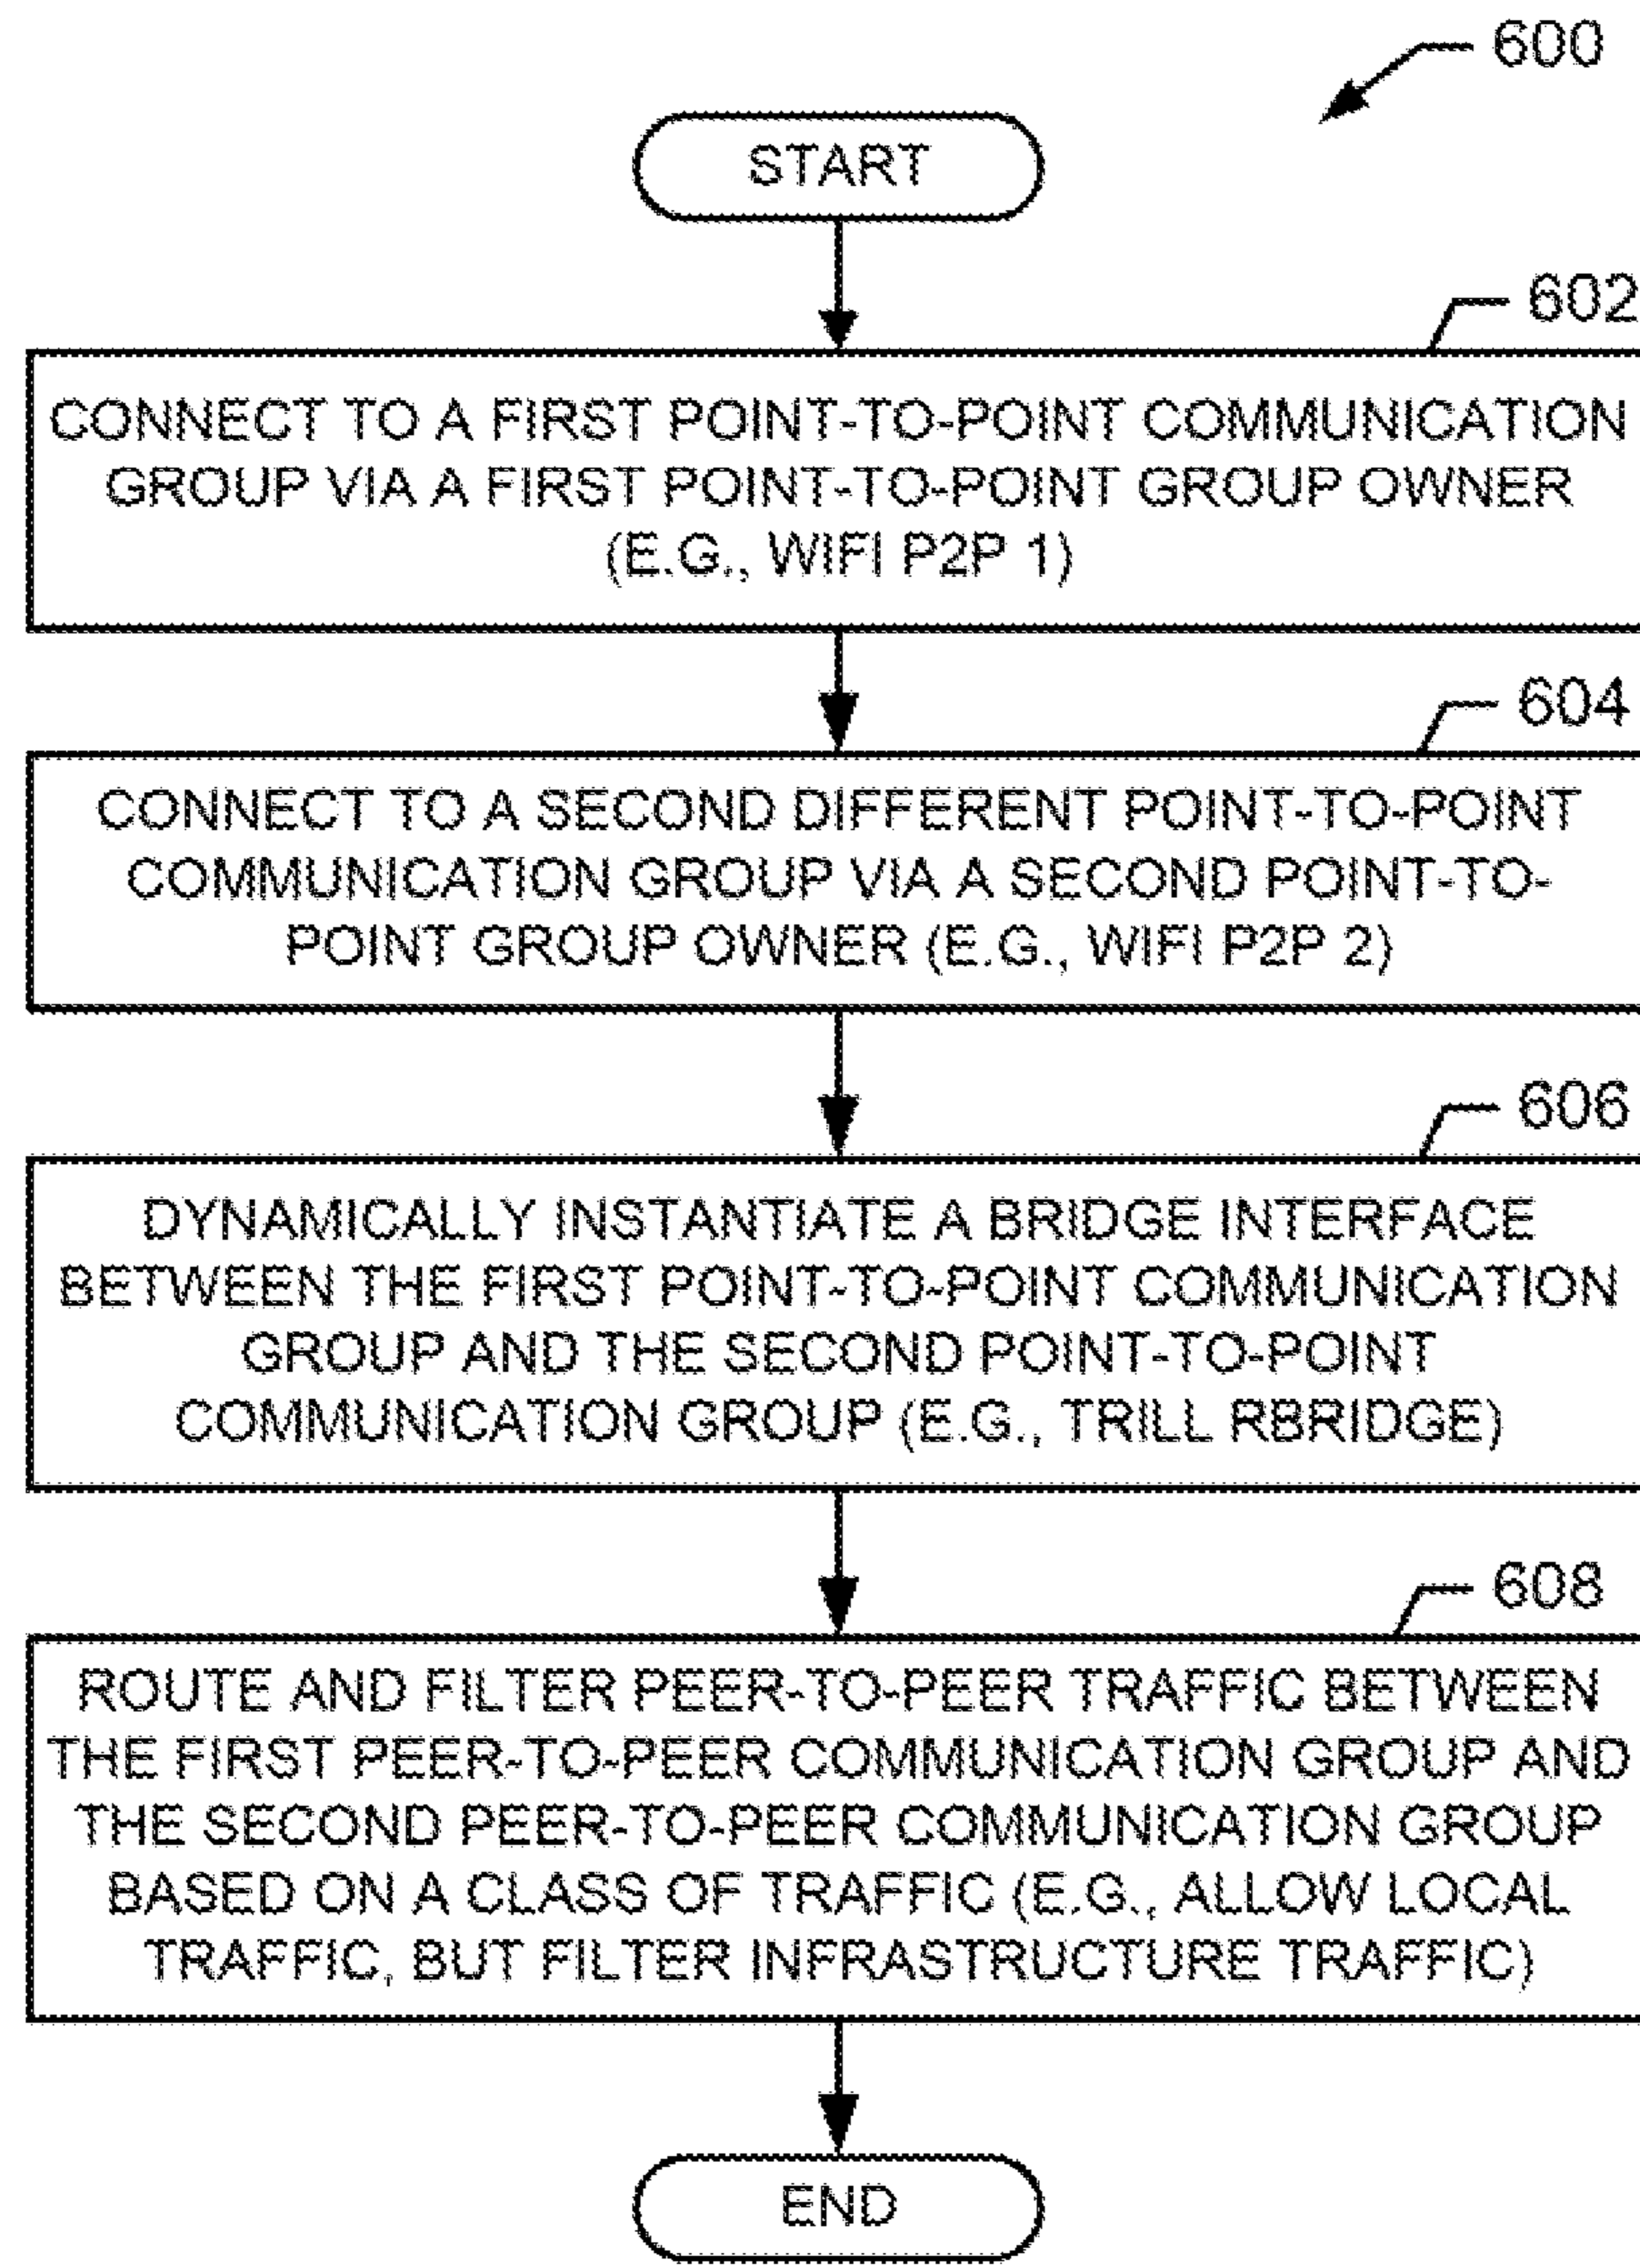 600
START
602
CONNECT TO A FIRST POINT-TO-POINT COMMUNICATION
GROUP VIA A FIRST POINT-TO-POINT GROUP OWNER
(E.G., WIFI P2P 1)
604
CONNECT TO A SECOND DIFFERENT POINT-TO-POINT
COMMUNICATION GROUP VIA A SECOND POINT-TO-
POINT GROUP OWNER (E.G., WIFI P2P 2)
606
DYNAMICALLY INSTANTIATE A BRIDGE INTERFACE
BETWEEN THE FIRST POINT-TO-POINT COMMUNICATION
GROUP AND THE SECOND POINT-TO-POINT
COMMUNICATION GROUP (E.G., TRILL RBRIDGE)
608
ROUTE AND FILTER PEER-TO-PEER TRAFFIC BETWEEN
THE FIRST PEER-TO-PEER COMMUNICATION GROUP AND
THE SECOND PEER-TO-PEER COMMUNICATION GROUP
BASED ON A CLASS OF TRAFFIC (E.G., ALLOW LOCAL
TRAFFIC, BUT FILTER INFRASTRUCTURE TRAFFIC)
END